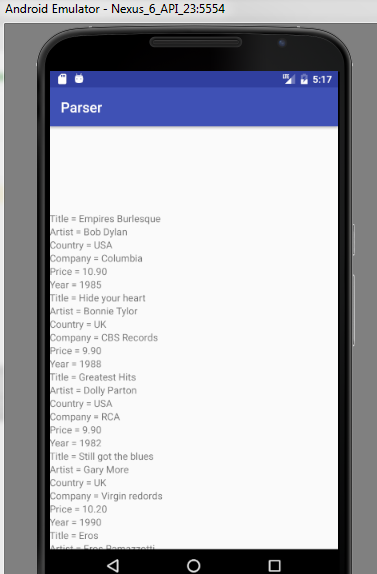 Android Emulator - Nexus_6_API_23:5554
LTE 5:17
Parser
Title = Empires Burlesque
Artist = Bob Dylan
Country = USA
Company = Columbia
Price = 10.90
Year = 1985
Title = Hide your heart
Artist = Bonnie Tylor
Country = UK
Company = CBS Records
Price = 9.90
Year = 1988
Title = Greatest Hits
Artist = Dolly Parton
Country = USA
Company = RCA
Price = 9.90
Year = 1982
Title = Still got the blues
Artist = Gary More
Country = UK
Company = Virgin redords
Price = 10.20
Year = 1990
Title = Eros
Artist = Eros Ramazzotti